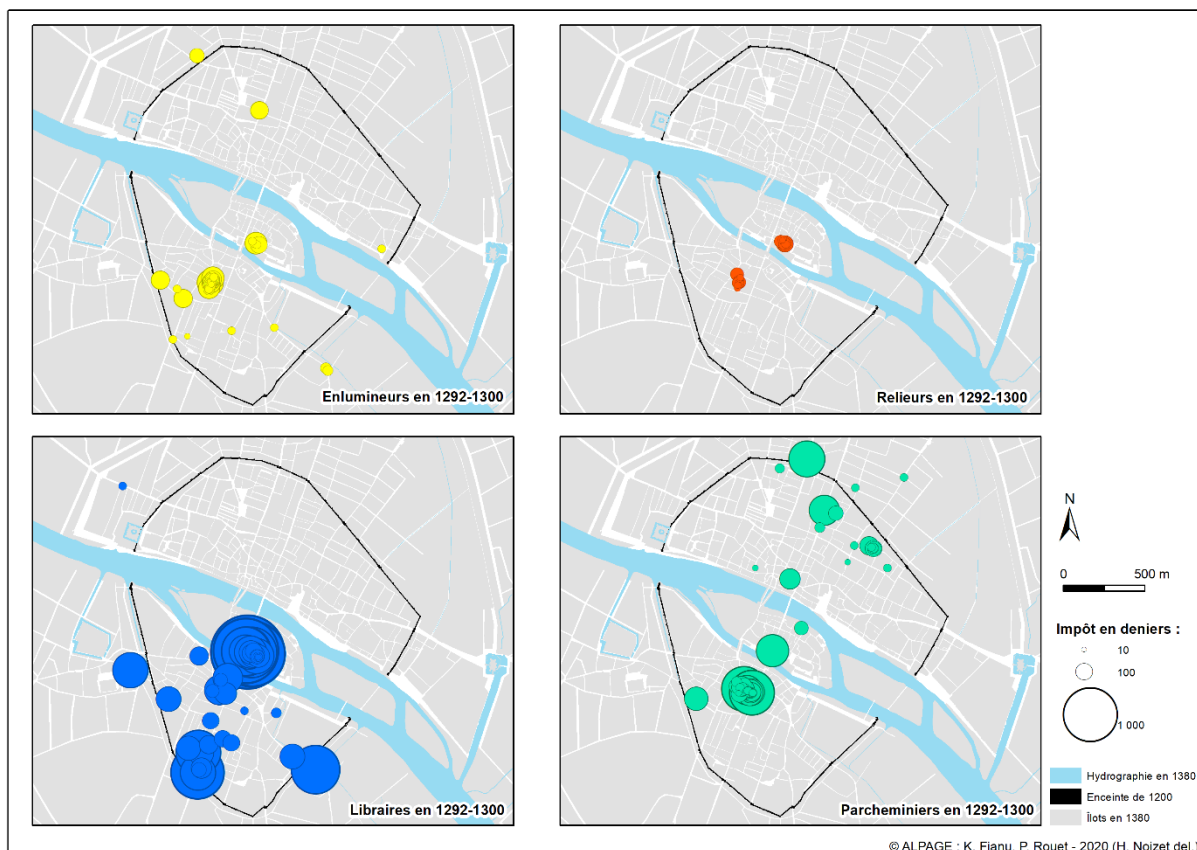 Enlumineurs en 1292-1300
Relieurs en 1292-1300
Libraires en 1292-1300
Parcheminiers en 1292-1300
N
0 500 m
Impôt en deniers :
10
100
1 000
Hydrographie en 1380
Enceinte de 1200
Îlots en 1380
© ALPAGE : K. Fianu, P. Rouet - 2020 (H. Noizet del.)